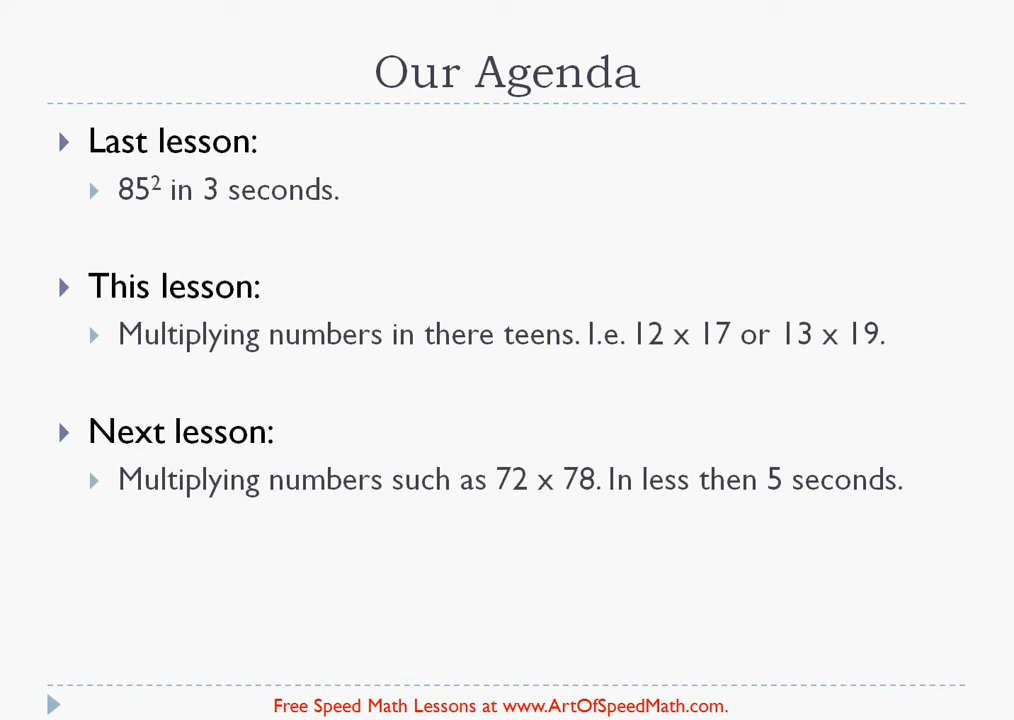 Our Agenda
Last lesson:
85² in 3 seconds.
This lesson:
Multiplying numbers in there teens. I.e. 12 x 17 or 13 x 19.
Next lesson:
Multiplying numbers such as 72 x 78. In less then 5 seconds.
Free Speed Math Lessons at www.ArtOfSpeedMath.com.